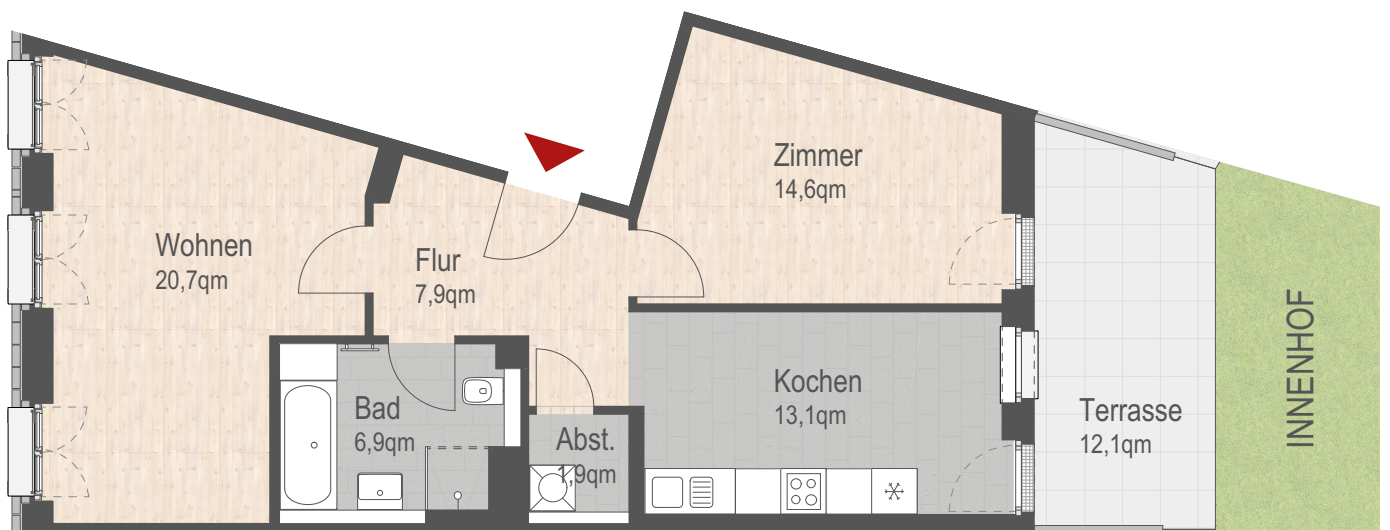 Wohnen
20,7qm
Flur
7,9qm
Zimmer
14,6qm
Bad
6,9qm
Abst.
1,9qm
Kochen
13,1qm
Terrasse
12,1qm
INNENHOF